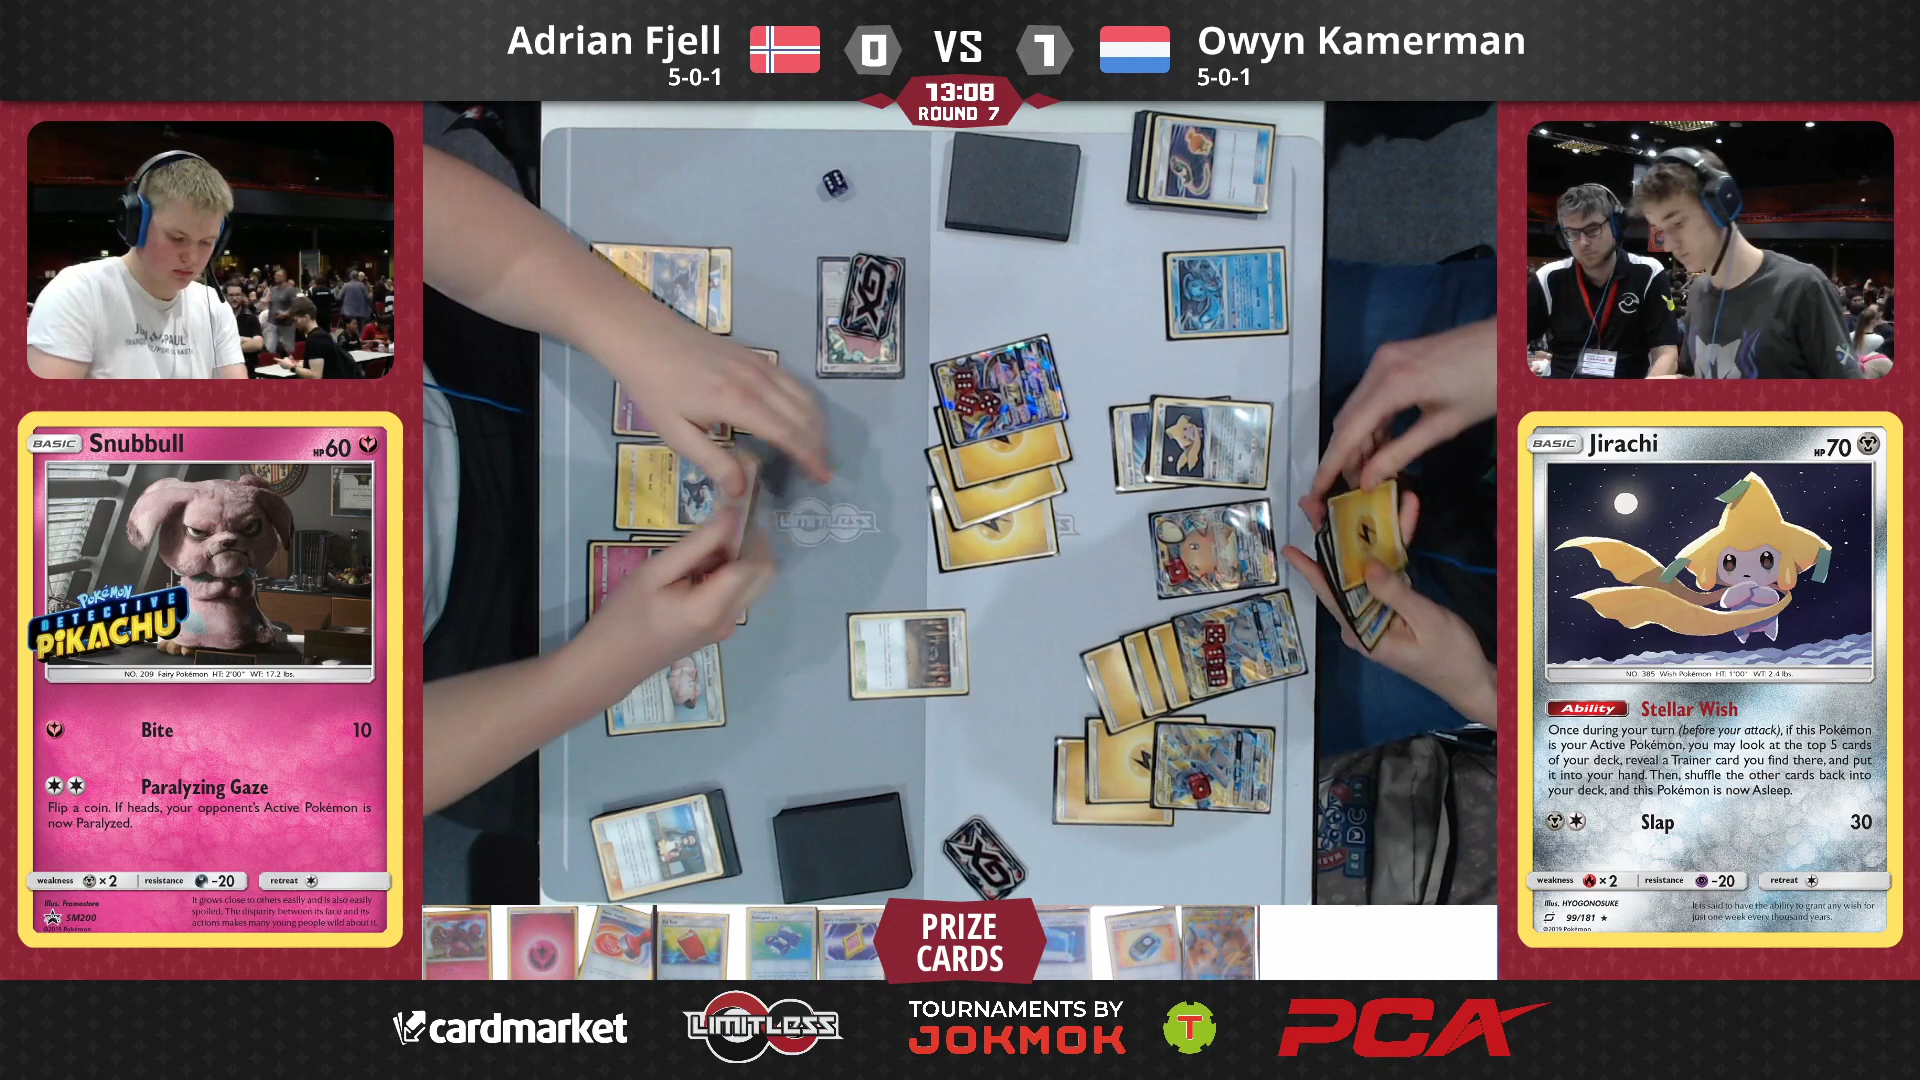 Adrian Fjell
5-0-1
0
VS
1
Owyn Kamerman
5-0-1
13:08
ROUND 7
BASIC Snubbull HP60
POKÉMON
DETECTIVE
PIKACHU
NO. 209 Fairy Pokémon HT: 2'00" WT: 17.2 lbs.
Bite 10
Paralyzing Gaze
Flip a coin. If heads, your opponent's Active Pokémon is
now Paralyzed.
weakness ×2 resistance -20 retreat
Illus. Framestore
SM200
©2019 Pokémon
It grows close to others easily and is also easily
spoiled. The disparity between its face and its
actions makes many young people wild about it.
GX
LIMITLESS
GX
BASIC Jirachi HP70
NO. 385 Wish Pokémon HT: 1'00" WT: 2.4 lbs.
Ability Stellar Wish
Once during your turn (before your attack), if this Pokémon
is your Active Pokémon, you may look at the top 5 cards
of your deck, reveal a Trainer card you find there, and put
it into your hand. Then, shuffle the other cards back into
your deck, and this Pokémon is now Asleep.
Slap 30
weakness ×2 resistance -20 retreat
Illus. HYOGONOSUKE
99/181 ★
©2019 Pokémon
It is said to have the ability to grant any wish for
just one week every thousand years.
PRIZE
CARDS
cardmarket
LIMITLESS
TOURNAMENTS BY
JOKMOK
T
PCA